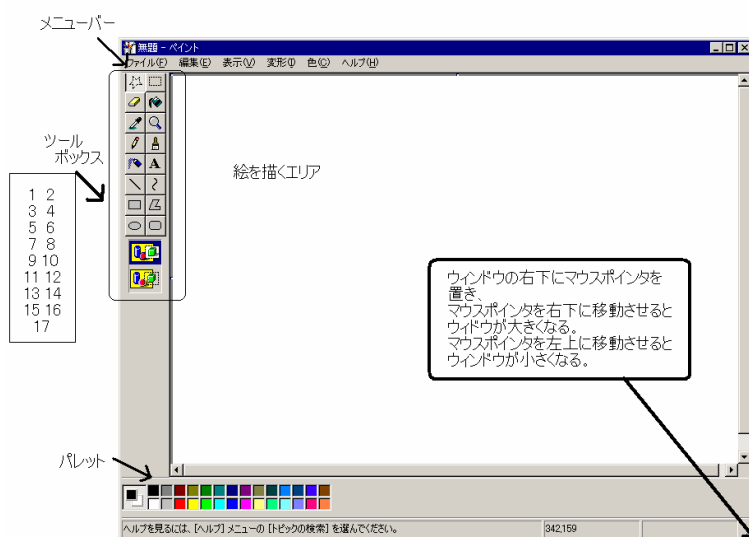 メニューバー
無題 - ペイント
ファイル(F) 編集(E) 表示(V) 変形(I) 色(C) ヘルプ(H)
ツール
ボックス
A
1 2
3 4
5 6
7 8
9 10
11 12
13 14
15 16
17
絵を描くエリア
ウィンドウの右下にマウスポインタを
置き、
マウスポインタを右下に移動させると
ウィドウが大きくなる。
マウスポインタを左上に移動させると
ウィンドウが小さくなる。
パレット
ヘルプを見るには、[ヘルプ] メニューの [トピックの検索] を選んでください。
342,159